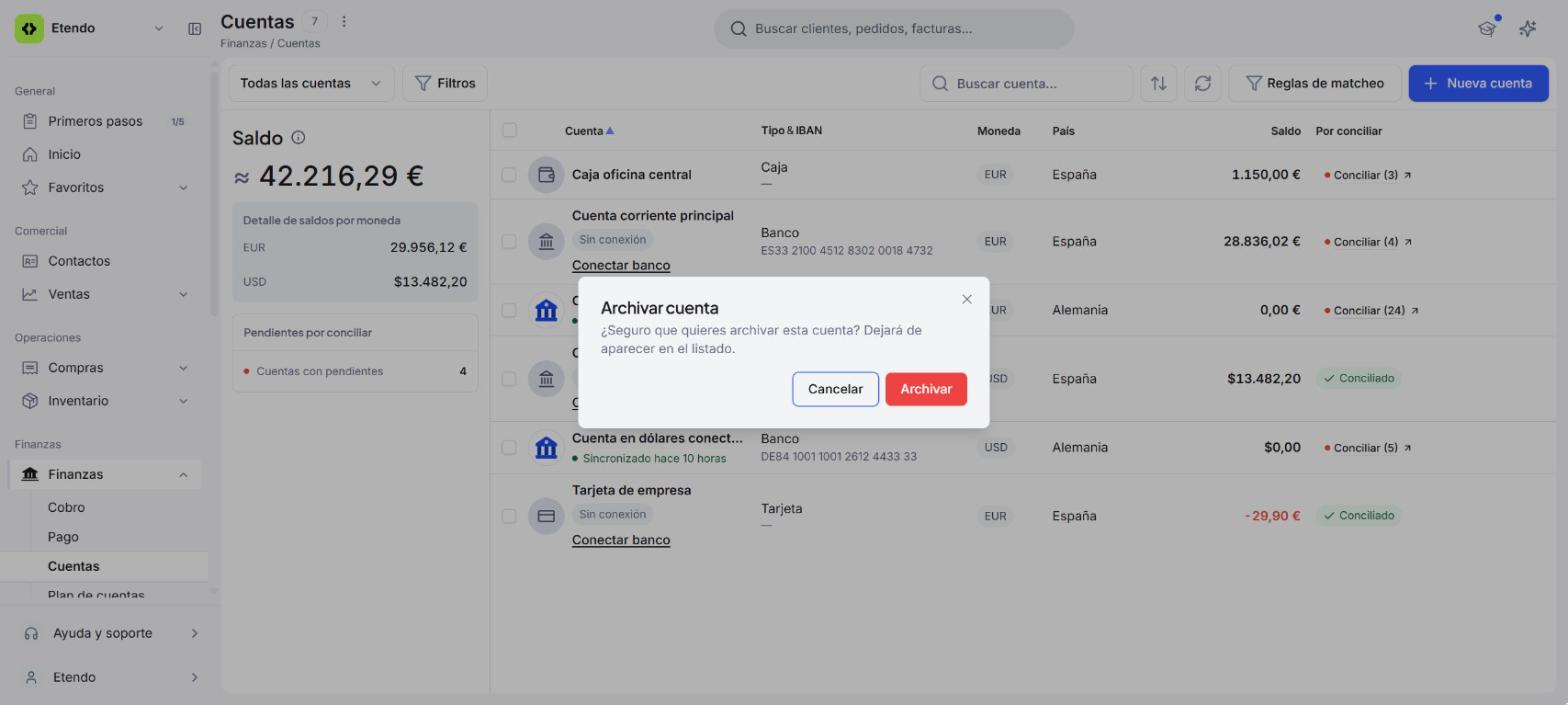 Etendo
Cuentas 7
Finanzas / Cuentas
Buscar clientes, pedidos, facturas...
General
Primeros pasos 1/5
Inicio
Favoritos
Comercial
Contactos
Ventas
Operaciones
Compras
Inventario
Finanzas
Finanzas
Cobro
Pago
Cuentas
Plan de cuentas
Ayuda y soporte
Etendo
Todas las cuentas
Filtros
Buscar cuenta...
Reglas de matcheo
Nueva cuenta
Saldo
≈ 42.216,29 €
Detalle de saldos por moneda
EUR 29.956,12 €
USD $13.482,20
Pendientes por conciliar
Cuentas con pendientes 4
Cuenta Tipo & IBAN Moneda País Saldo Por conciliar
Caja oficina central Caja — EUR España 1.150,00 € Conciliar (3)
Cuenta corriente principal
Sin conexión
Conectar banco
Banco
ES33 2100 4512 8302 0018 4732
EUR España 28.836,02 € Conciliar (4)
Alemania 0,00 € Conciliar (24)
España $13.482,20 Conciliado
Archivar cuenta
¿Seguro que quieres archivar esta cuenta? Dejará de
aparecer en el listado.
Cancelar Archivar
Cuenta en dólares conect...
Sincronizado hace 10 horas
Banco
DE84 1001 1001 2612 4433 33
USD Alemania $0,00 Conciliar (5)
Tarjeta de empresa
Sin conexión
Conectar banco
Tarjeta
—
EUR España -29,90 € Conciliado